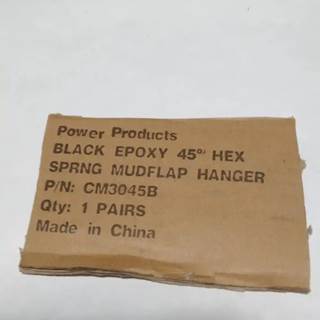 Power Products
BLACK EPOXY 45° HEX
SPRNG MUDFLAP HANGER
P/N: CM3045B
Qty: 1 PAIRS
Made in China